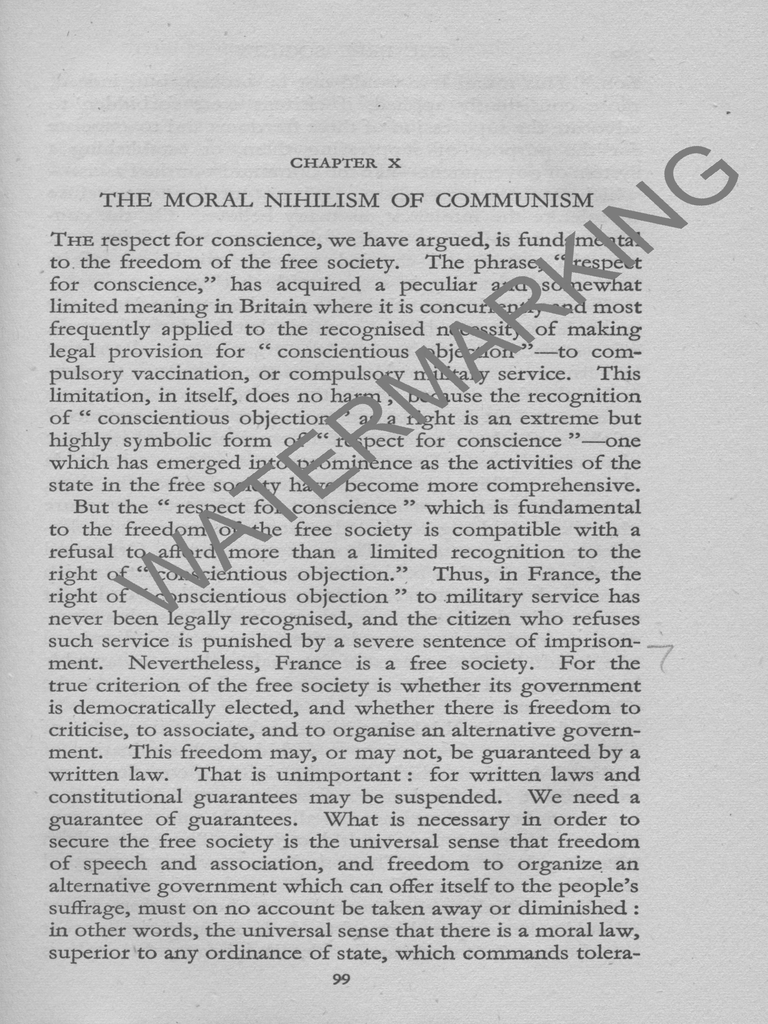 CHAPTER X
THE MORAL NIHILISM OF COMMUNISM
THE respect for conscience, we have argued, is fundamental
to the freedom of the free society. The phrase, “ respect
for conscience,” has acquired a peculiar and somewhat
limited meaning in Britain where it is concurrently and most
frequently applied to the recognised necessity of making
legal provision for “ conscientious objection ”—to com-
pulsory vaccination, or compulsory military service. This
limitation, in itself, does no harm, because the recognition
of “ conscientious objection ” as a right is an extreme but
highly symbolic form of “ respect for conscience ”—one
which has emerged into prominence as the activities of the
state in the free society have become more comprehensive.
But the “ respect for conscience ” which is fundamental
to the freedom of the free society is compatible with a
refusal to afford more than a limited recognition to the
right of “ conscientious objection.” Thus, in France, the
right of “ conscientious objection ” to military service has
never been legally recognised, and the citizen who refuses
such service is punished by a severe sentence of imprison-
ment. Nevertheless, France is a free society. For the
true criterion of the free society is whether its government
is democratically elected, and whether there is freedom to
criticise, to associate, and to organise an alternative govern-
ment. This freedom may, or may not, be guaranteed by a
written law. That is unimportant : for written laws and
constitutional guarantees may be suspended. We need a
guarantee of guarantees. What is necessary in order to
secure the free society is the universal sense that freedom
of speech and association, and freedom to organize an
alternative government which can offer itself to the people’s
suffrage, must on no account be taken away or diminished :
in other words, the universal sense that there is a moral law,
superior to any ordinance of state, which commands tolera-
99
WATERMARKING